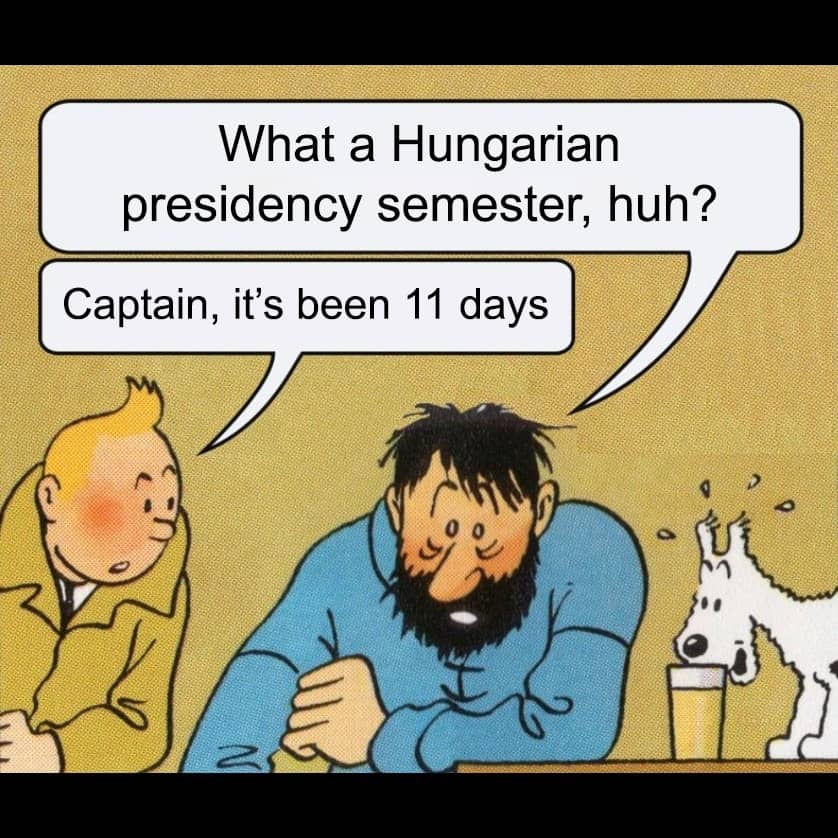 What a Hungarian
presidency semester, huh?
Captain, it’s been 11 days